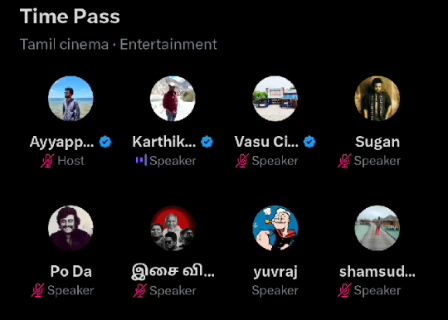 Time Pass
Tamil cinema · Entertainment
Ayyapp... Karthik... Vasu Ci... Sugan
Host Speaker Speaker Speaker
Po Da இசை வி... yuvraj shamsud...
Speaker Speaker Speaker Speaker